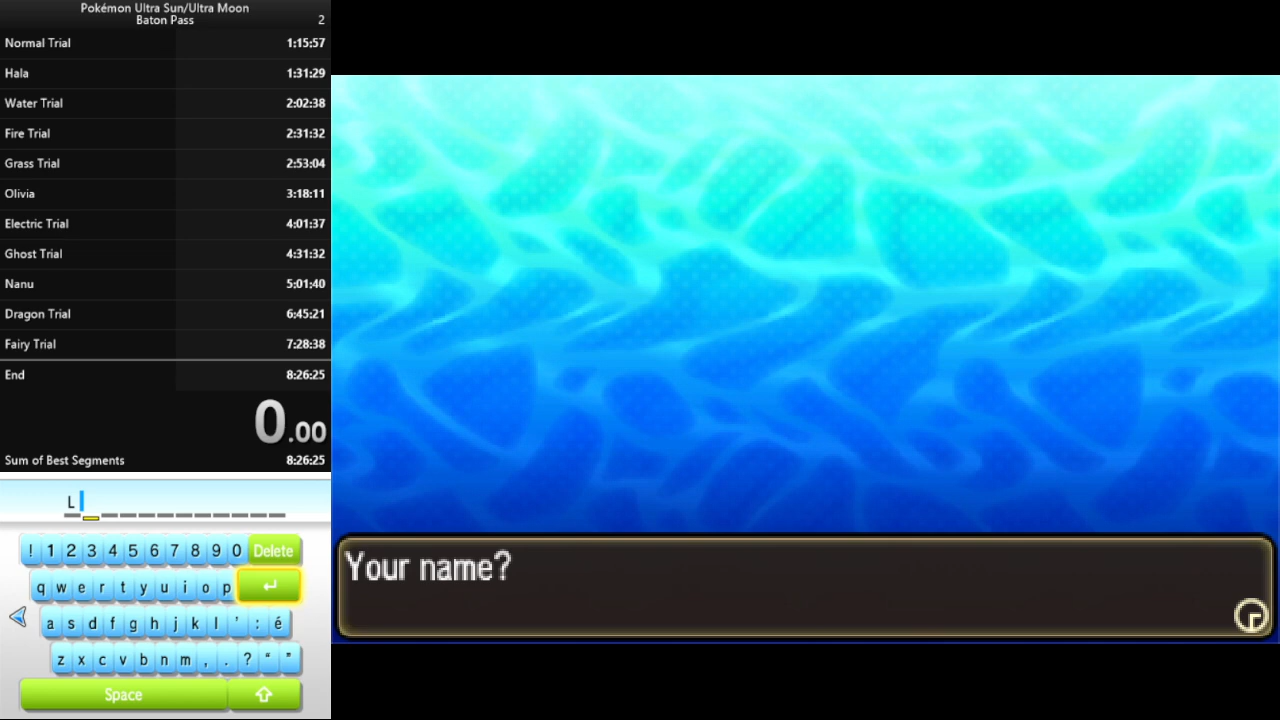 Pokémon Ultra Sun/Ultra Moon
Baton Pass 2
Normal Trial 1:15:57
Hala 1:31:29
Water Trial 2:02:38
Fire Trial 2:31:32
Grass Trial 2:53:04
Olivia 3:18:11
Electric Trial 4:01:37
Ghost Trial 4:31:32
Nanu 5:01:40
Dragon Trial 6:45:21
Fairy Trial 7:28:38
End 8:26:25
0.00
Sum of Best Segments 8:26:25
L
! 1 2 3 4 5 6 7 8 9 0 Delete
q w e r t y u i o p
a s d f g h j k l ' : é
z x c v b n m , . ? “ ”
Space
Your name?